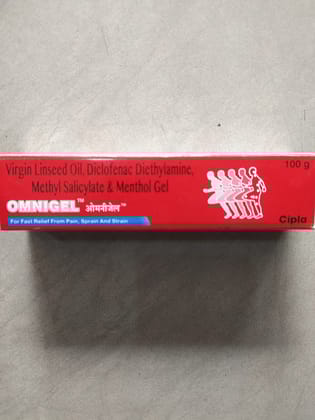 Virgin Linseed Oil, Diclofenac Diethylamine,
Methyl Salicylate & Menthol Gel
100 g
OMNIGEL™ ओमनीजेल™
For Fast Relief From Pain, Sprain And Strain
Cipla